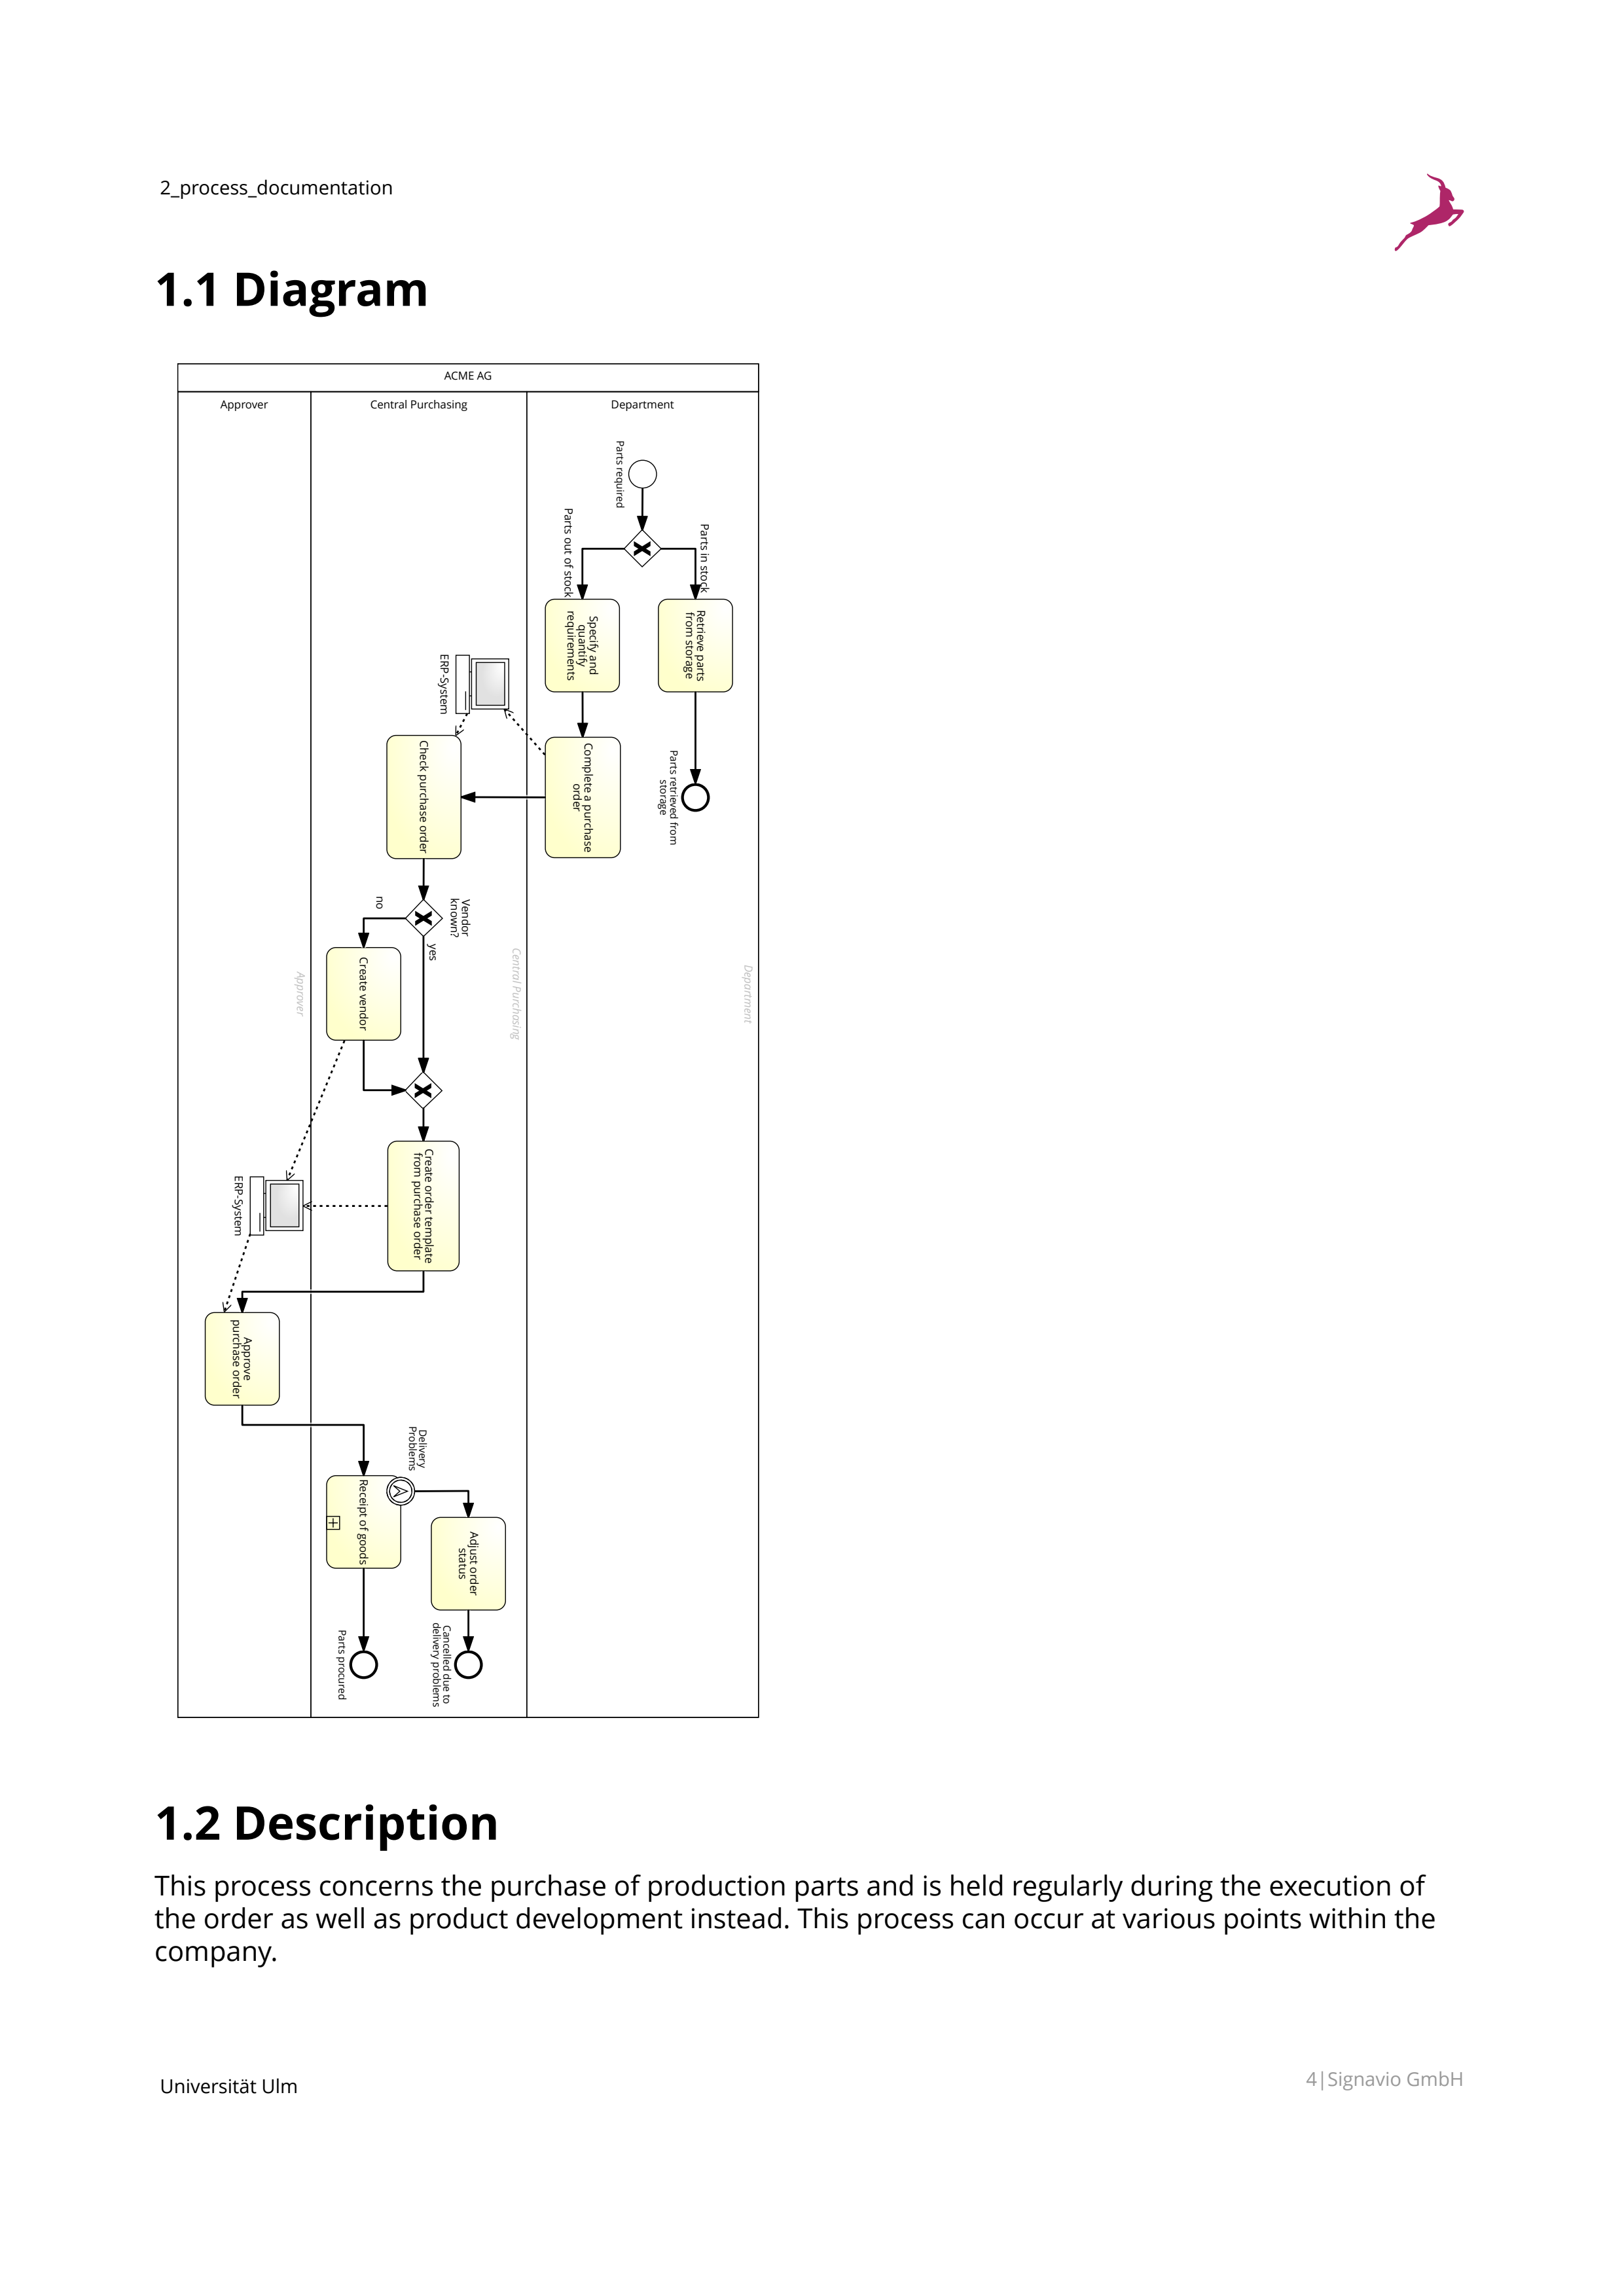 2_process_documentation
1.1 Diagram
ACME AG
Approver
Central Purchasing
Department
Parts required
Parts in stock
Parts out of stock
Retrieve parts
from storage
Specify and
quantify
requirements
ERP-System
Parts retrieved from
storage
Complete a purchase
order
Check purchase order
Vendor
known?
no
yes
Create vendor
Approver
Central Purchasing
Department
Create order template
from purchase order
ERP-System
Approve
purchase order
Delivery
Problems
Receipt of goods
Adjust order
status
Cancelled due to
delivery problems
Parts procured
1.2 Description
This process concerns the purchase of production parts and is held regularly during the execution of
the order as well as product development instead. This process can occur at various points within the
company.
Universität Ulm
4|Signavio GmbH